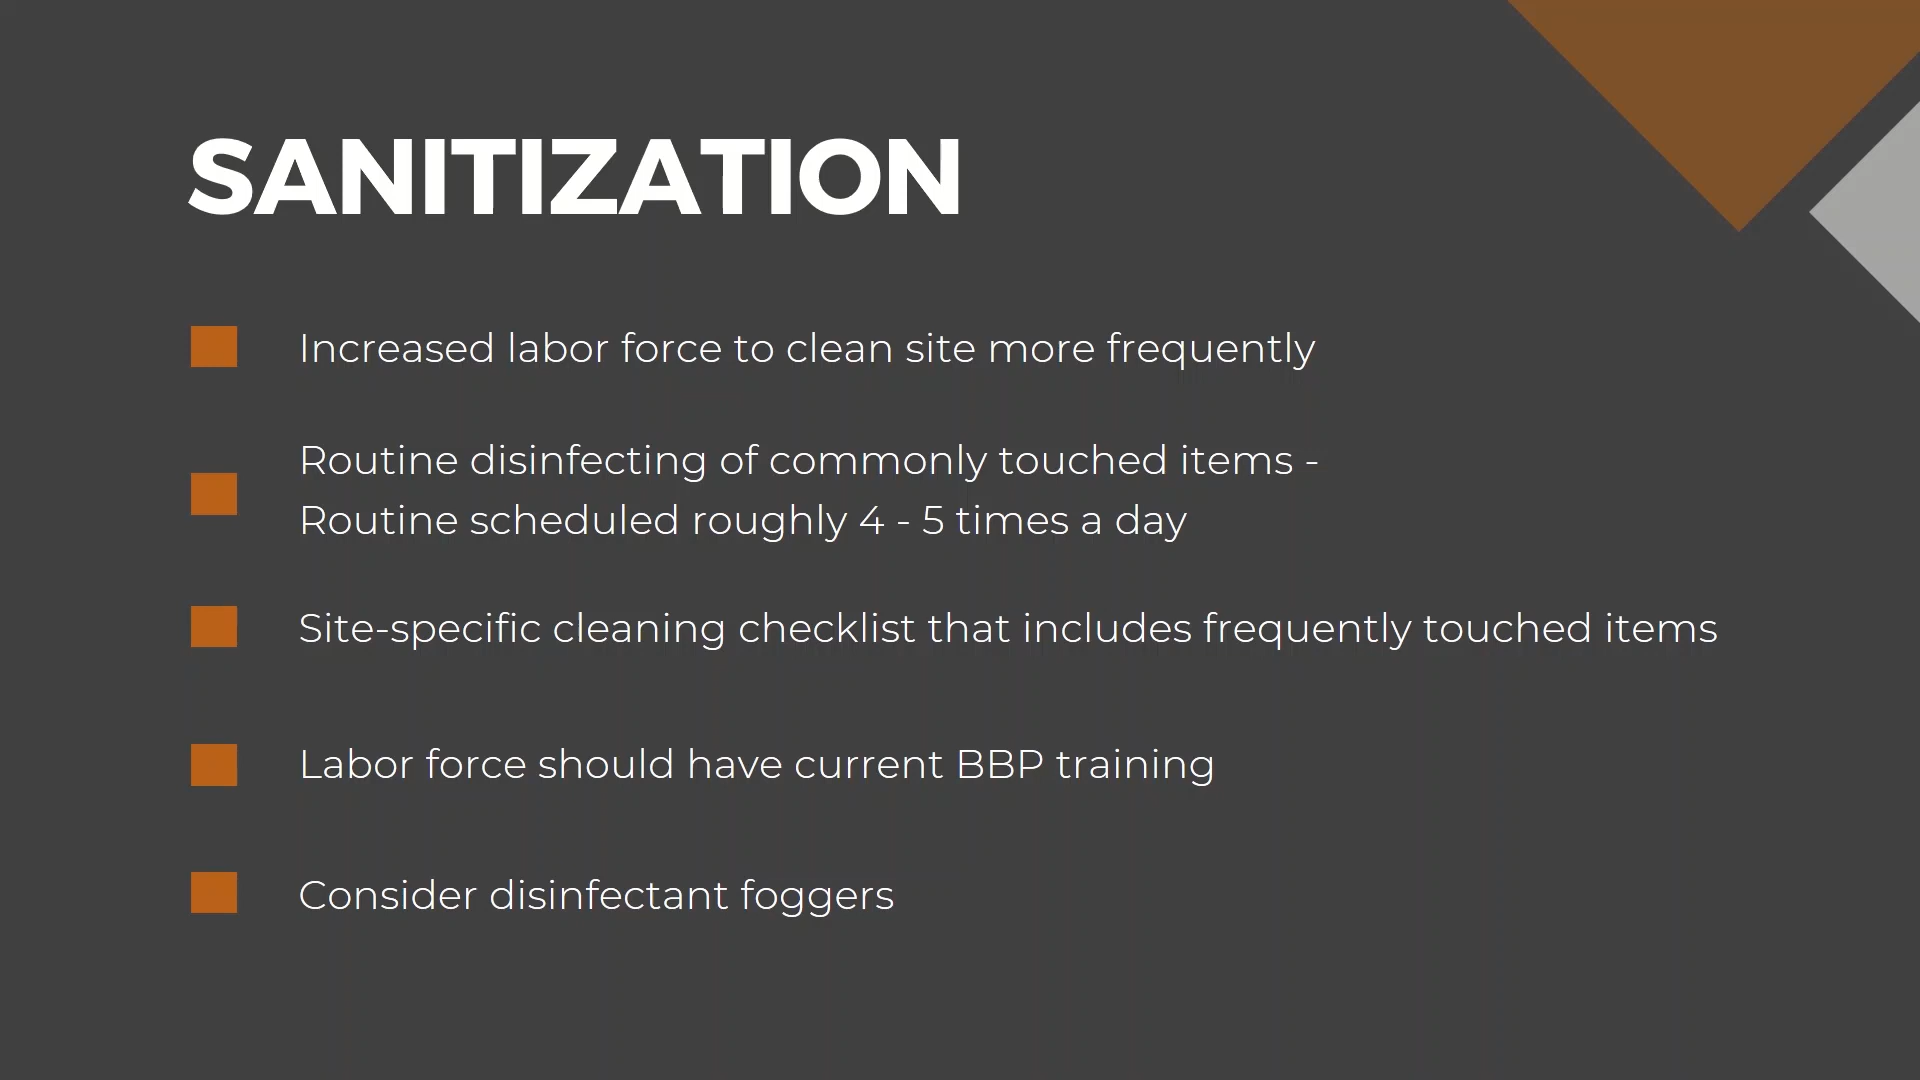 SANITIZATION
Increased labor force to clean site more frequently
Routine disinfecting of commonly touched items -
Routine scheduled roughly 4 - 5 times a day
Site-specific cleaning checklist that includes frequently touched items
Labor force should have current BBP training
Consider disinfectant foggers